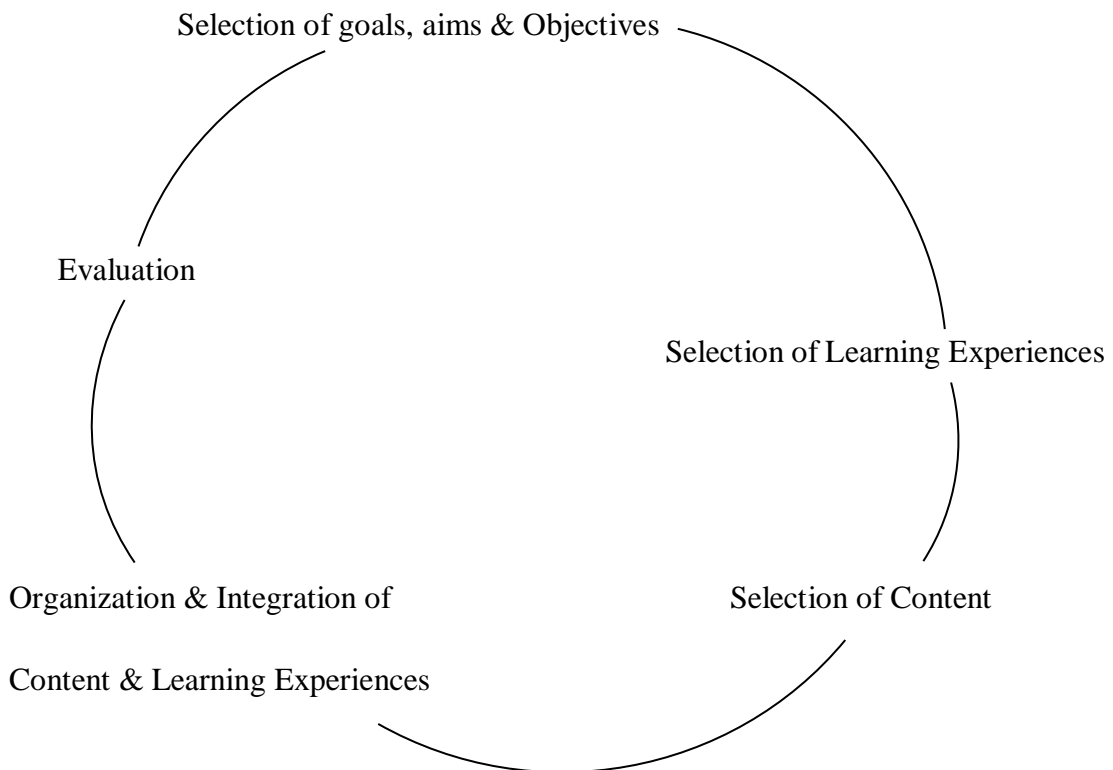 Selection of goals, aims & Objectives
Evaluation
Selection of Learning Experiences
Organization & Integration of
Content & Learning Experiences
Selection of Content